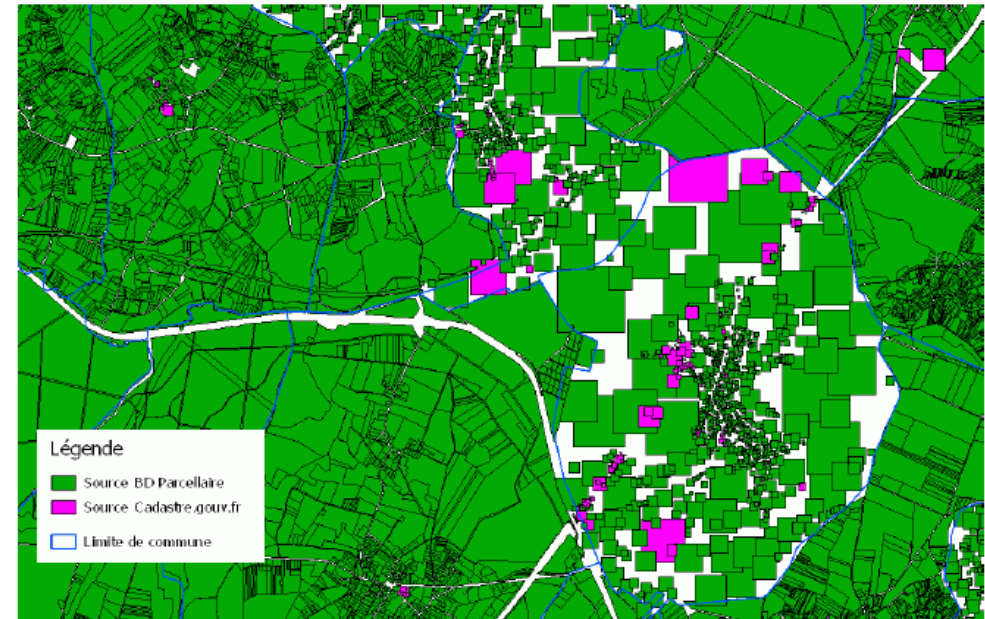 Légende
Source BD Parcellaire
Source Cadastre.gouv.fr
Limite de commune